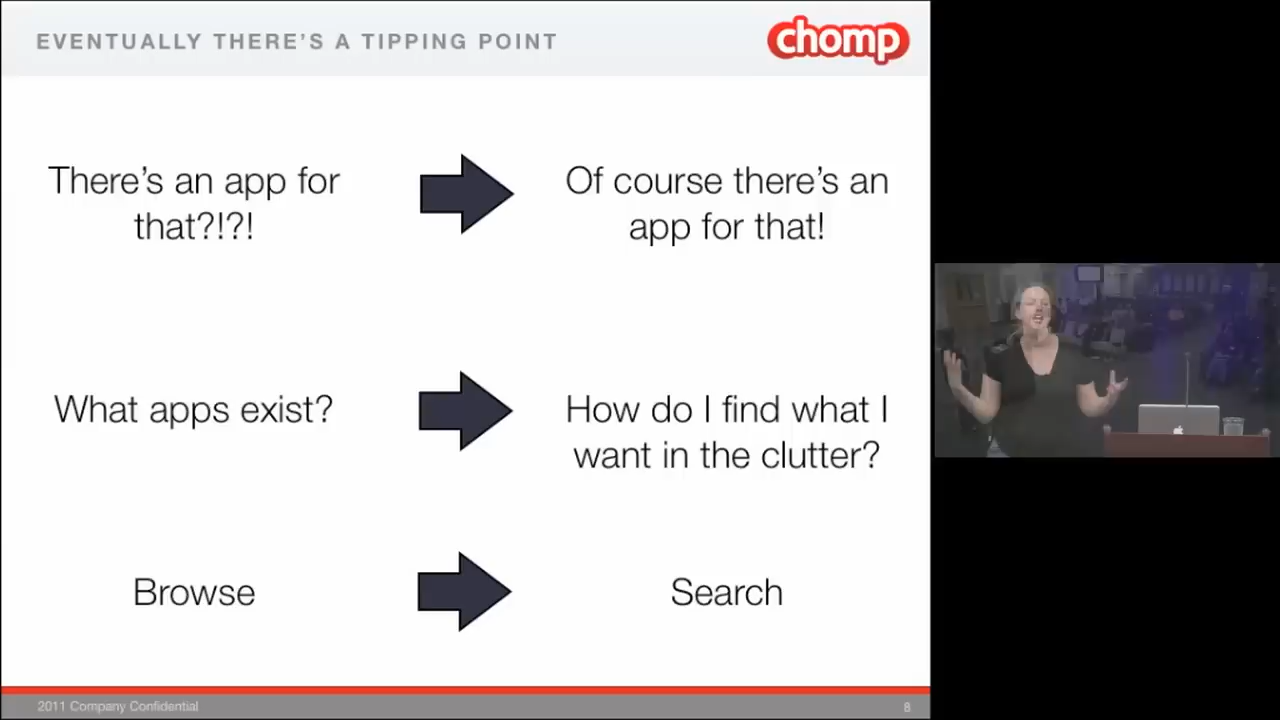 EVENTUALLY THERE'S A TIPPING POINT
chomp
There's an app for
that?!?!
Of course there's an
app for that!
What apps exist?
How do I find what I
want in the clutter?
Browse
Search
2011 Company Confidential
8